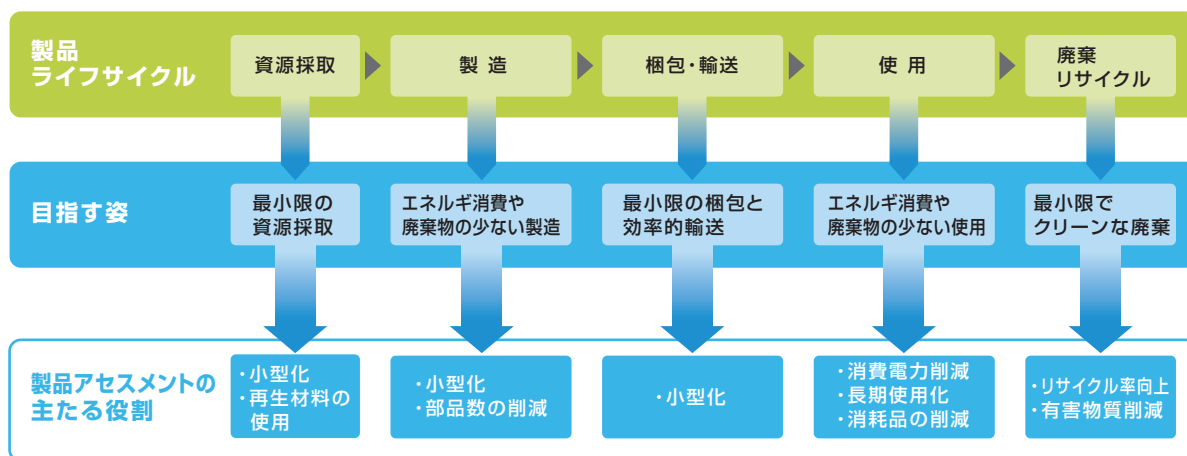 製品
ライフサイクル
資源採取
製 造
梱包・輸送
使 用
廃棄
リサイクル
目指す姿
最小限の
資源採取
エネルギ消費や
廃棄物の少ない製造
最小限の梱包と
効率的輸送
エネルギ消費や
廃棄物の少ない使用
最小限で
クリーンな廃棄
製品アセスメントの
主たる役割
・小型化
・再生材料の
使用
・小型化
・部品数の削減
・小型化
・消費電力削減
・長期使用化
・消耗品の削減
・リサイクル率向上
・有害物質削減